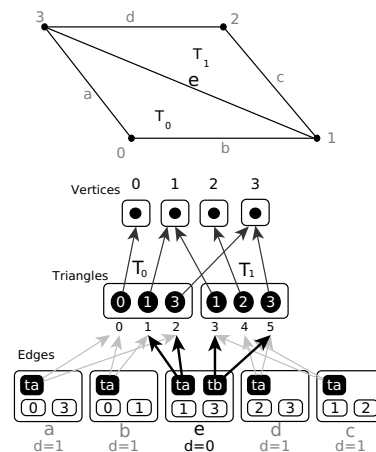 3 d 2
T1
a e c
T0
0 b 1
Vertices 0 1 2 3
Triangles T0 T1
0 1 3 1 2 3
0 1 2 3 4 5
Edges
ta ta ta tb ta ta
0 3 0 1 1 3 2 3 1 2
a b e d c
d=1 d=1 d=0 d=1 d=1